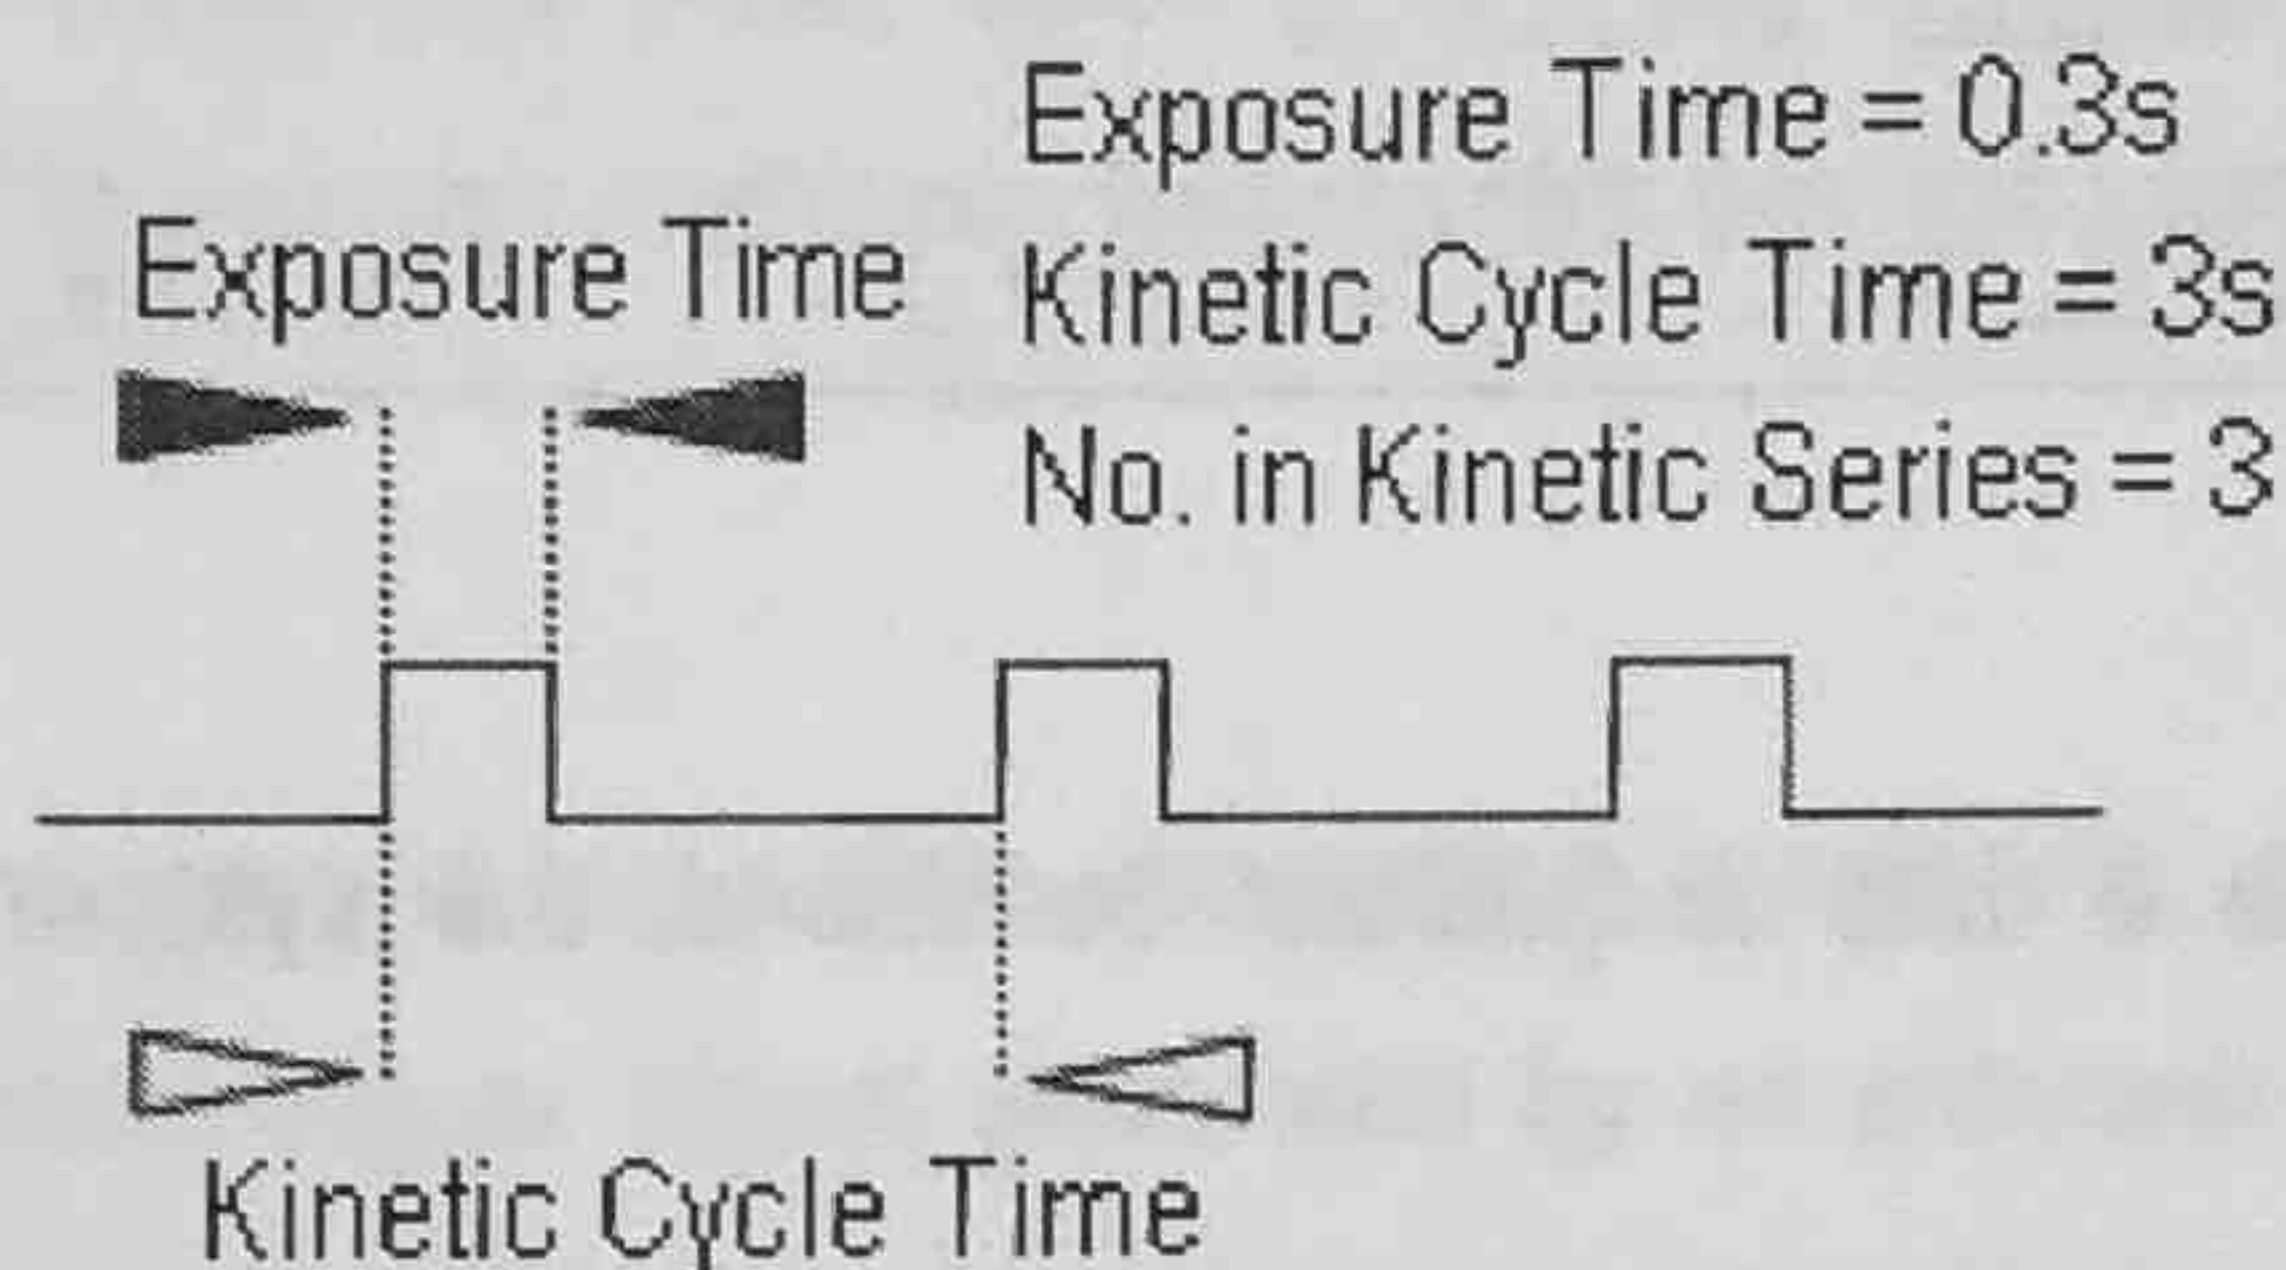 Exposure Time = 0.3s
Exposure Time
Kinetic Cycle Time = 3s
No. in Kinetic Series = 3
Kinetic Cycle Time